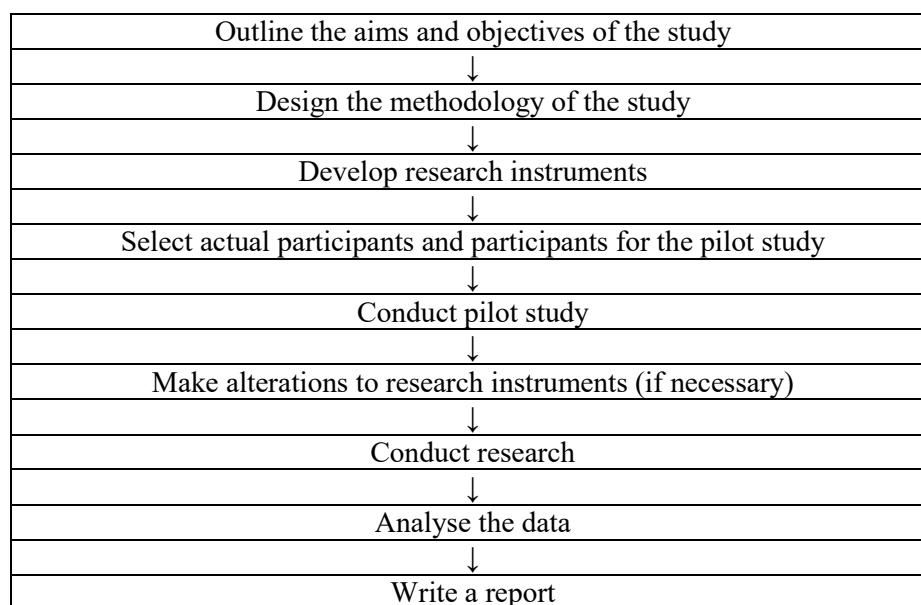 Outline the aims and objectives of the study
↓
Design the methodology of the study
↓
Develop research instruments
↓
Select actual participants and participants for the pilot study
↓
Conduct pilot study
↓
Make alterations to research instruments (if necessary)
↓
Conduct research
↓
Analyse the data
↓
Write a report